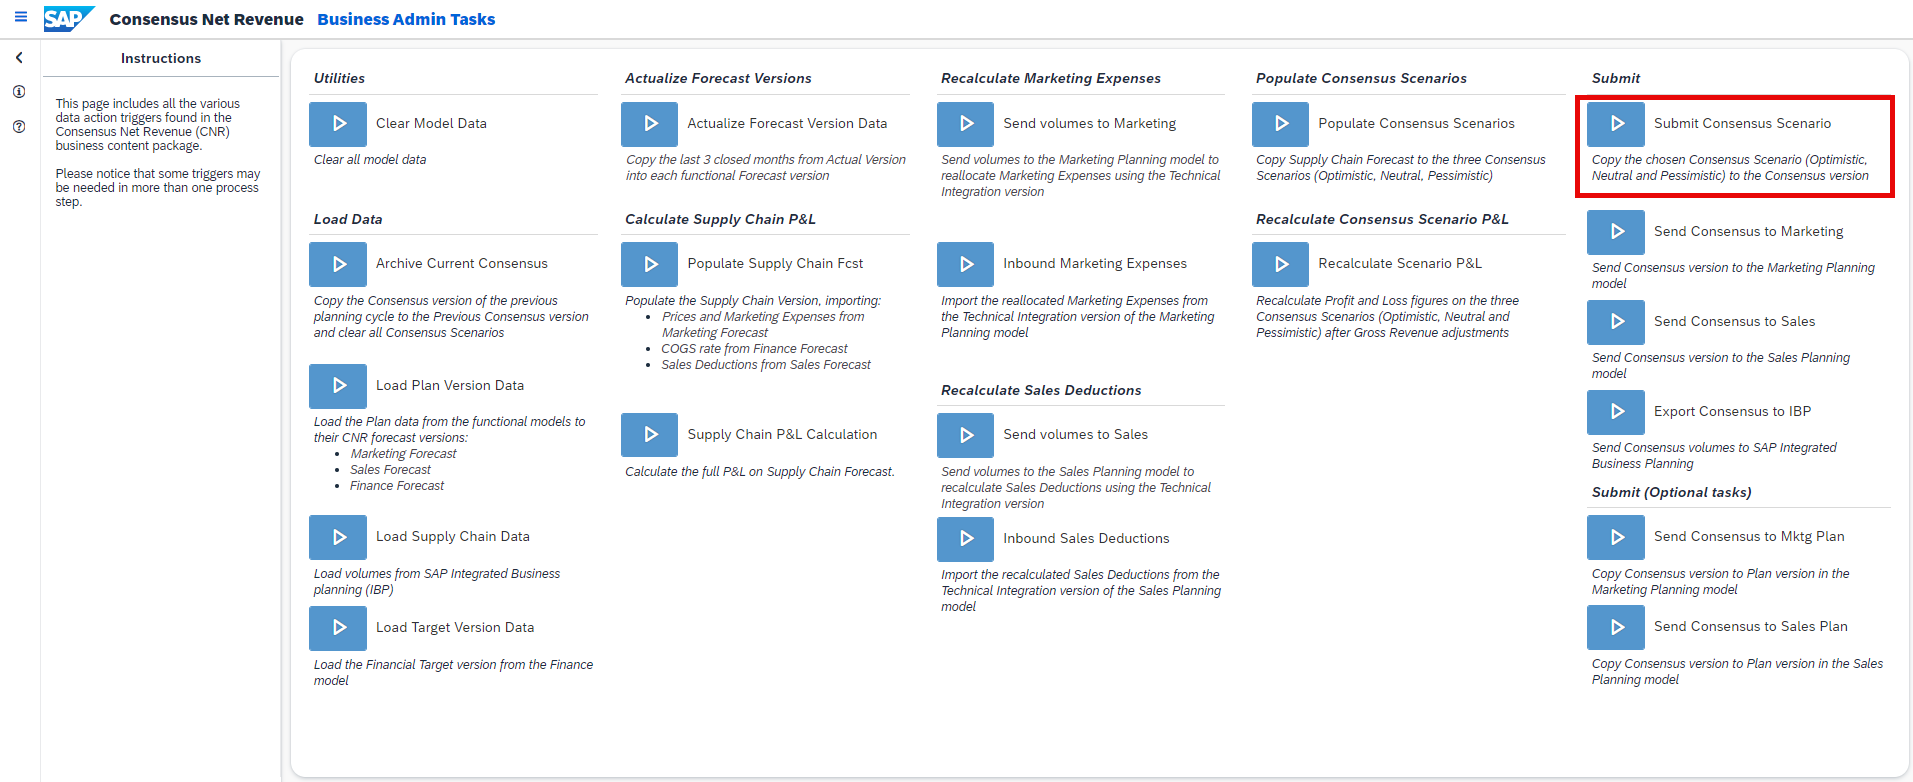 SAP Consensus Net Revenue Business Admin Tasks
Instructions
This page includes all the various
data action triggers found in the
Consensus Net Revenue (CNR)
business content package.
Please notice that some triggers may
be needed in more than one process
step.
Utilities
Clear Model Data
Clear all model data
Load Data
Archive Current Consensus
Copy the Consensus version of the previous
planning cycle to the Previous Consensus version
and clear all Consensus Scenarios
Load Plan Version Data
Load the Plan data from the functional models to
their CNR forecast versions:
• Marketing Forecast
• Sales Forecast
• Finance Forecast
Load Supply Chain Data
Load volumes from SAP Integrated Business
planning (IBP)
Load Target Version Data
Load the Financial Target version from the Finance
model
Actualize Forecast Versions
Actualize Forecast Version Data
Copy the last 3 closed months from Actual Version
into each functional Forecast version
Calculate Supply Chain P&L
Populate Supply Chain Fcst
Populate the Supply Chain Version, importing:
• Prices and Marketing Expenses from
Marketing Forecast
• COGS rate from Finance Forecast
• Sales Deductions from Sales Forecast
Supply Chain P&L Calculation
Calculate the full P&L on Supply Chain Forecast.
Recalculate Marketing Expenses
Send volumes to Marketing
Send volumes to the Marketing Planning model to
reallocate Marketing Expenses using the Technical
Integration version
Inbound Marketing Expenses
Import the reallocated Marketing Expenses from
the Technical Integration version of the Marketing
Planning model
Recalculate Sales Deductions
Send volumes to Sales
Send volumes to the Sales Planning model to
recalculate Sales Deductions using the Technical
Integration version
Inbound Sales Deductions
Import the recalculated Sales Deductions from the
Technical Integration version of the Sales Planning
model
Populate Consensus Scenarios
Populate Consensus Scenarios
Copy Supply Chain Forecast to the three Consensus
Scenarios (Optimistic, Neutral, Pessimistic)
Recalculate Consensus Scenario P&L
Recalculate Scenario P&L
Recalculate Profit and Loss figures on the three
Consensus Scenarios (Optimistic, Neutral and
Pessimistic) after Gross Revenue adjustments
Submit
Submit Consensus Scenario
Copy the chosen Consensus Scenario (Optimistic,
Neutral and Pessimistic) to the Consensus version
Send Consensus to Marketing
Send Consensus version to the Marketing Planning
model
Send Consensus to Sales
Send Consensus version to the Sales Planning
model
Export Consensus to IBP
Send Consensus volumes to SAP Integrated
Business Planning
Submit (Optional tasks)
Send Consensus to Mktg Plan
Copy Consensus version to Plan version in the
Marketing Planning model
Send Consensus to Sales Plan
Copy Consensus version to Plan version in the Sales
Planning model